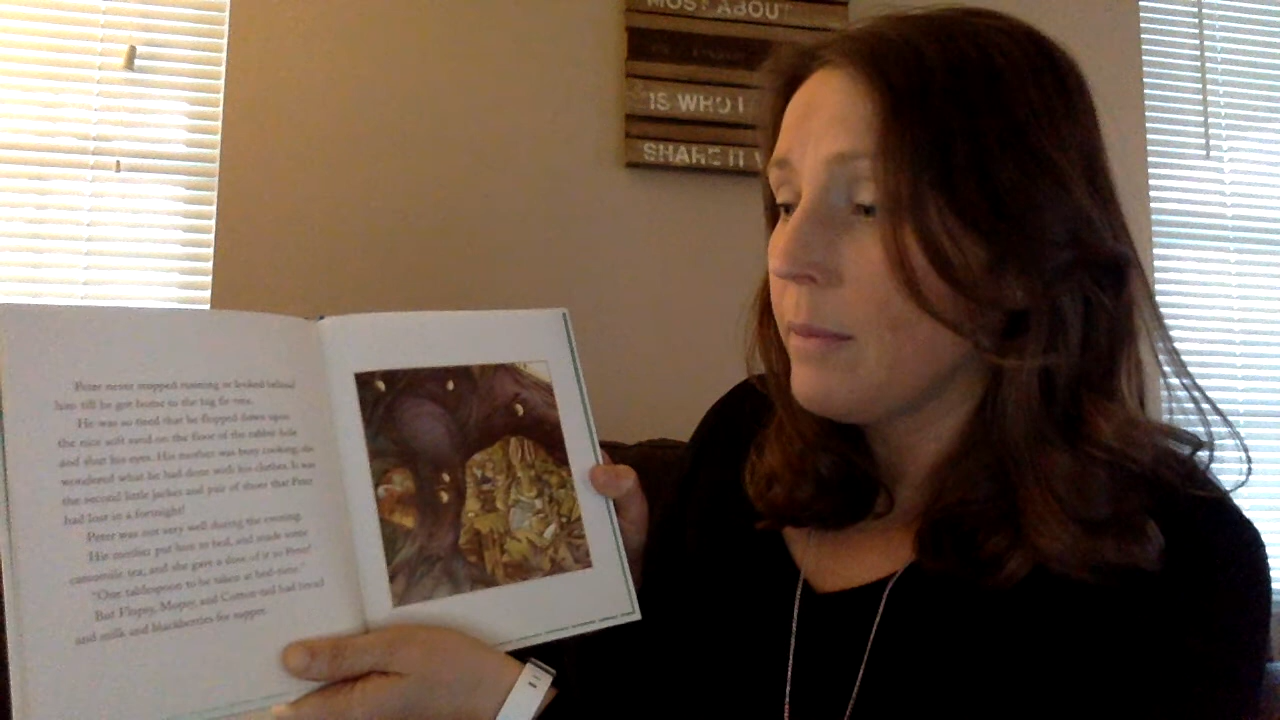 MOST ABOUT
IS WHO I
SHARE IT W
Peter never stopped running or looked behind
him till he got home to the big fir tree.
He was so tired that he flopped down upon
the nice soft sand on the floor of the rabbit hole
and shut his eyes. His mother was busy cooking; she
wondered what he had done with his clothes. It was
the second little jacket and pair of shoes that Peter
had lost in a fortnight!
Peter was not very well during the evening.
His mother put him to bed, and made some
camomile tea; and she gave a dose of it to Peter!
"One tablespoon to be taken at bed-time."
But Flopsy, Mopsy, and Cotton-tail had bread
and milk and blackberries for supper.